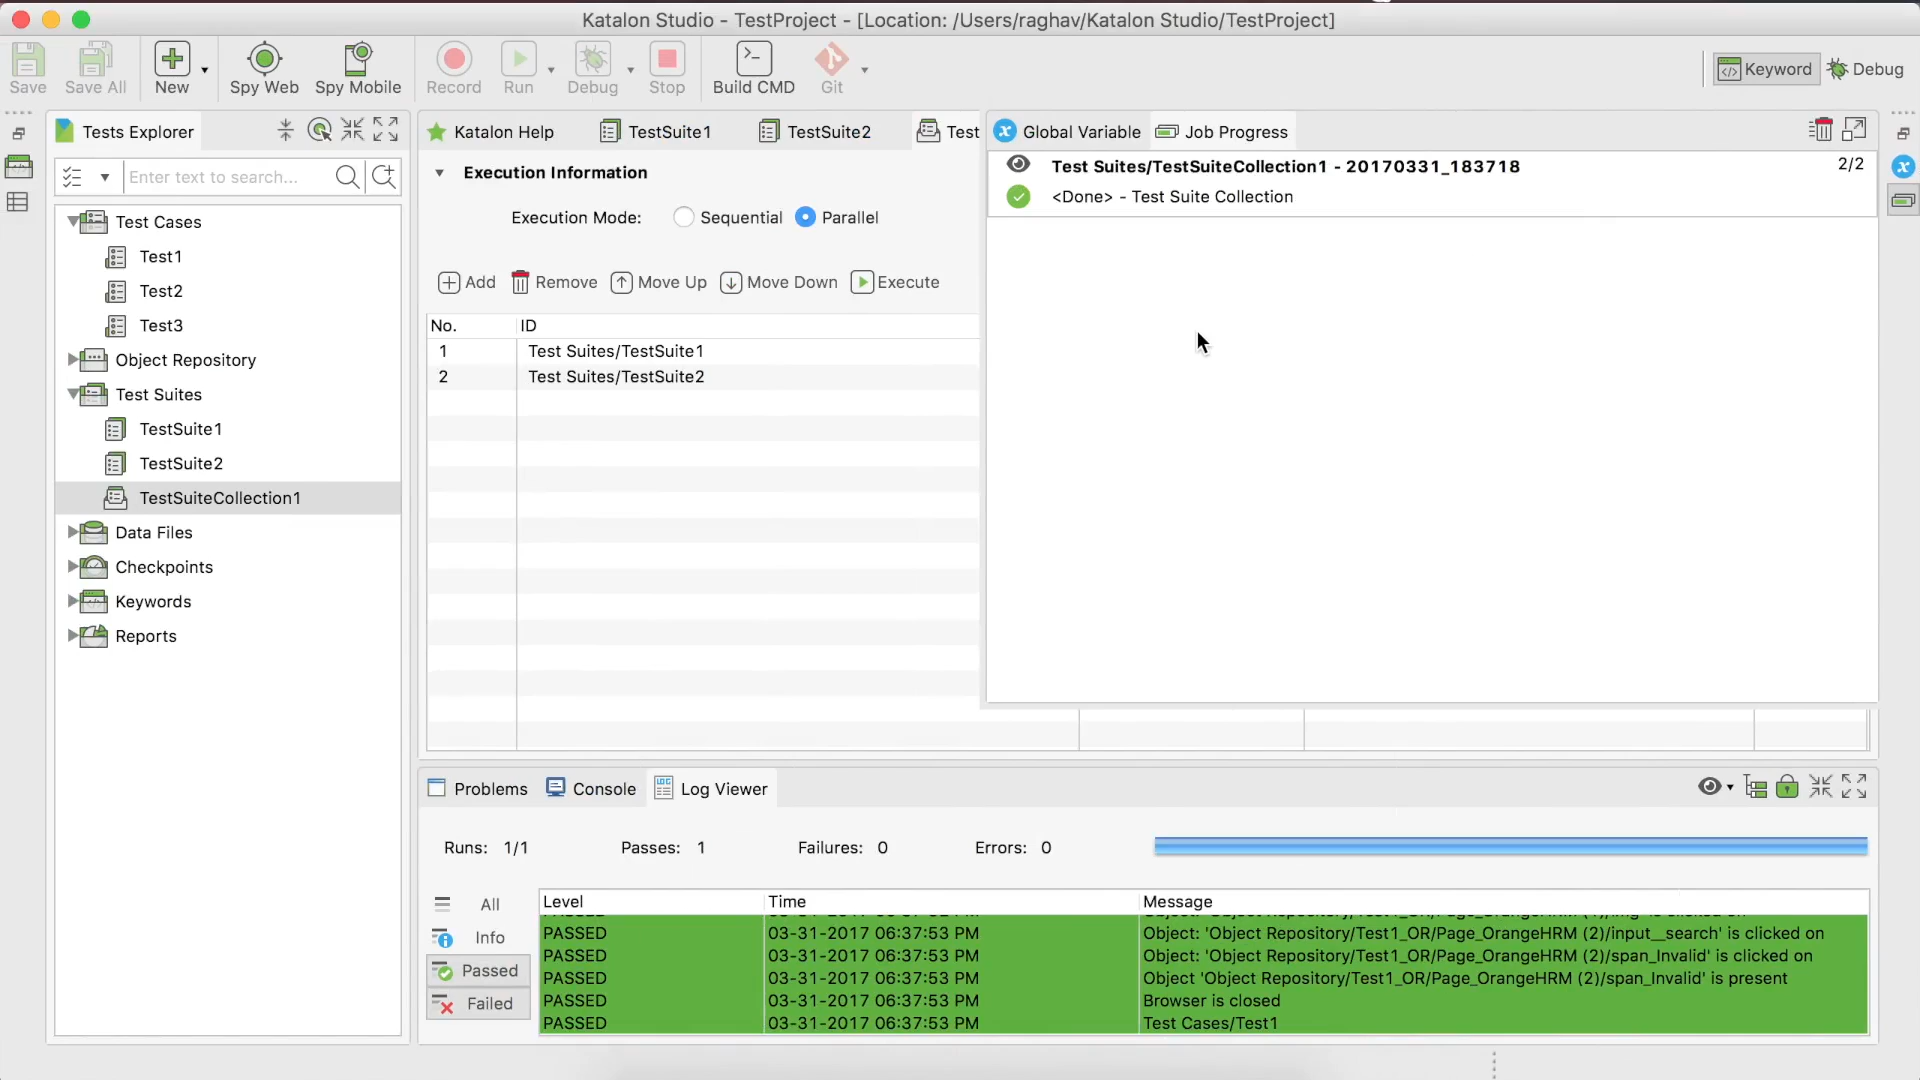 Katalon Studio - TestProject - [Location: /Users/raghav/Katalon Studio/TestProject]
Save
Save All
New
Spy Web
Spy Mobile
Record
Run
Debug
Stop
Build CMD
Git
Keyword
Debug
Tests Explorer
Enter text to search...
Test Cases
Test1
Test2
Test3
Object Repository
Test Suites
TestSuite1
TestSuite2
TestSuiteCollection1
Data Files
Checkpoints
Keywords
Reports
Katalon Help
TestSuite1
TestSuite2
Test
Execution Information
Execution Mode:
Sequential
Parallel
Add
Remove
Move Up
Move Down
Execute
No. ID
1 Test Suites/TestSuite1
2 Test Suites/TestSuite2
Global Variable
Job Progress
Test Suites/TestSuiteCollection1 - 20170331_183718
2/2
<Done> - Test Suite Collection
Problems
Console
Log Viewer
Runs: 1/1
Passes: 1
Failures: 0
Errors: 0
All
Info
Passed
Failed
Level Time Message
PASSED 03-31-2017 06:37:53 PM Object: 'Object Repository/Test1_OR/Page_OrangeHRM (2)/input__search' is clicked on
PASSED 03-31-2017 06:37:53 PM Object: 'Object Repository/Test1_OR/Page_OrangeHRM (2)/span_Invalid' is clicked on
PASSED 03-31-2017 06:37:53 PM Object 'Object Repository/Test1_OR/Page_OrangeHRM (2)/span_Invalid' is present
PASSED 03-31-2017 06:37:53 PM Browser is closed
PASSED 03-31-2017 06:37:53 PM Test Cases/Test1